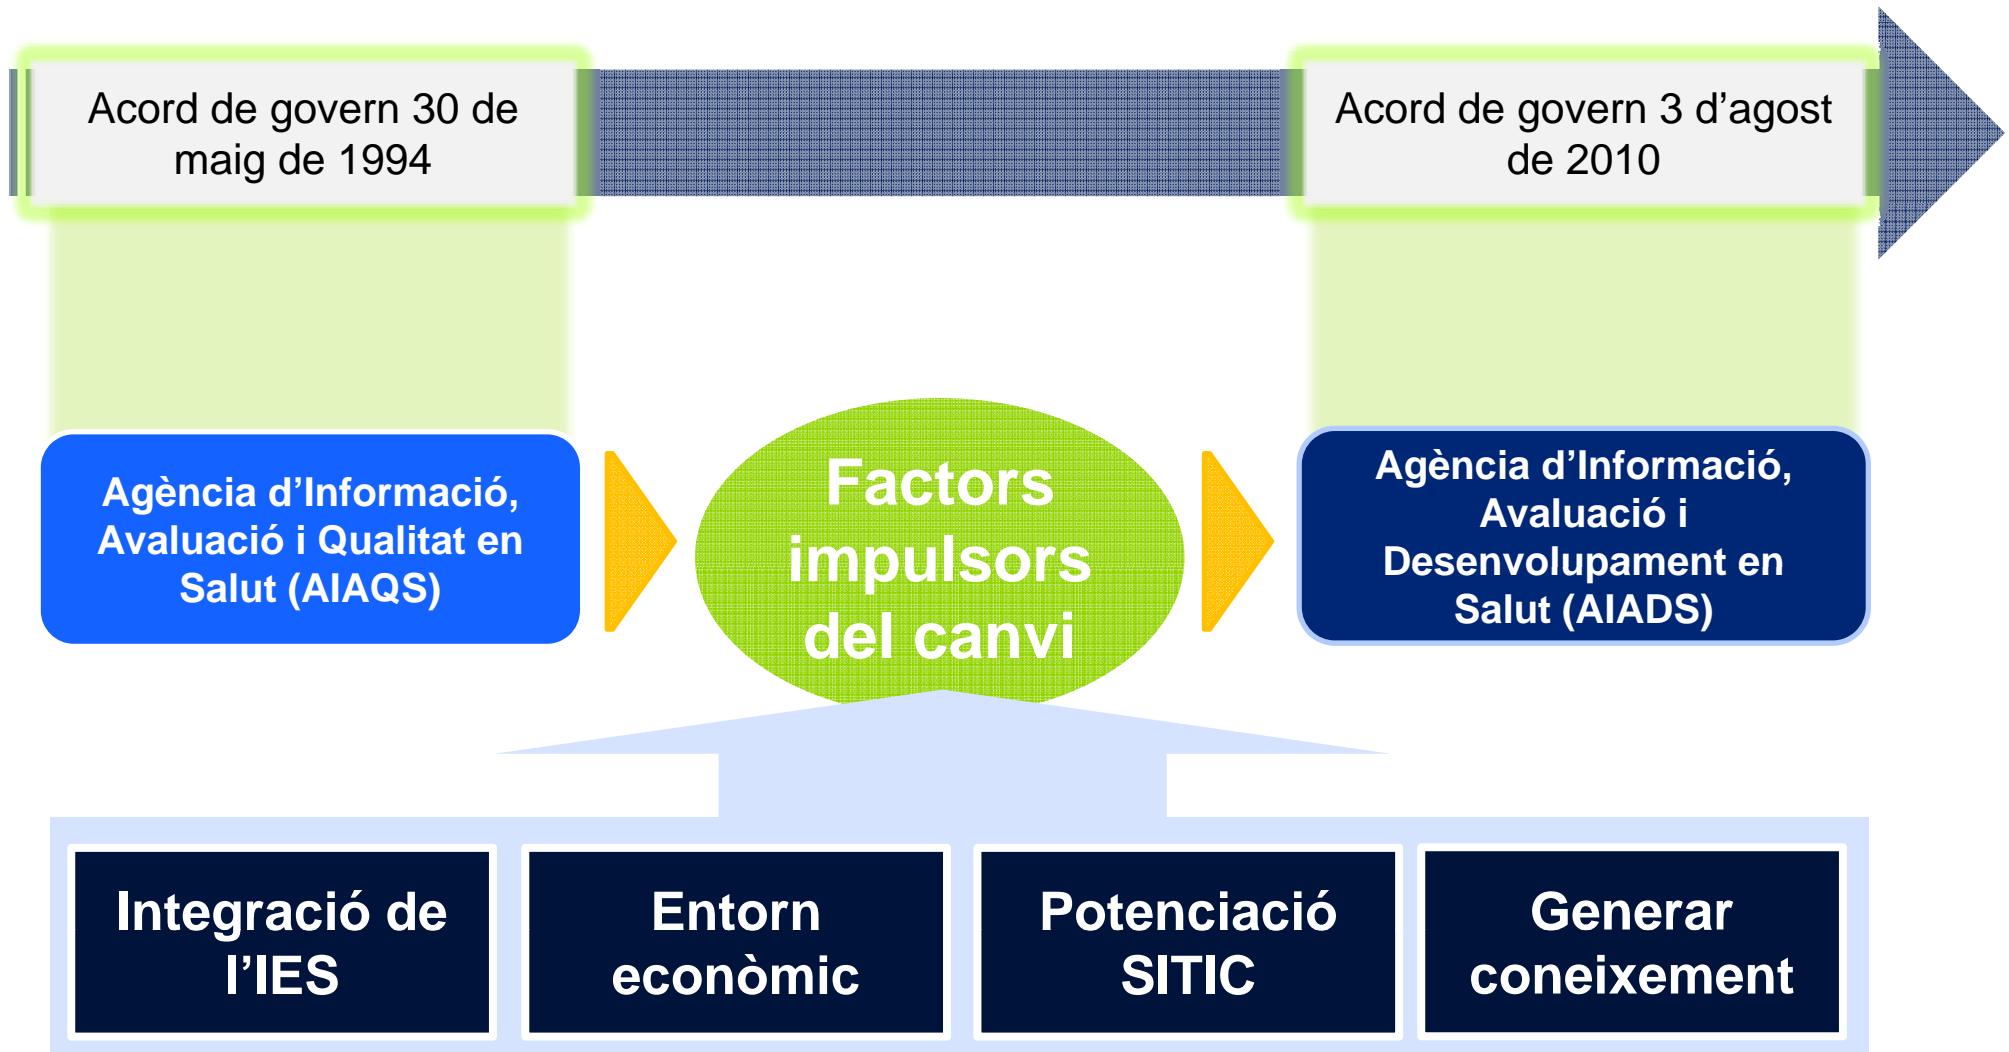 Acord de govern 30 de
maig de 1994
Acord de govern 3 d’agost
de 2010
Agència d’Informació,
Avaluació i Qualitat en
Salut (AIAQS)
Factors
impulsors
del canvi
Agència d’Informació,
Avaluació i
Desenvolupament en
Salut (AIADS)
Integració de
l’IES
Entorn
econòmic
Potenciació
SITIC
Generar
coneixement